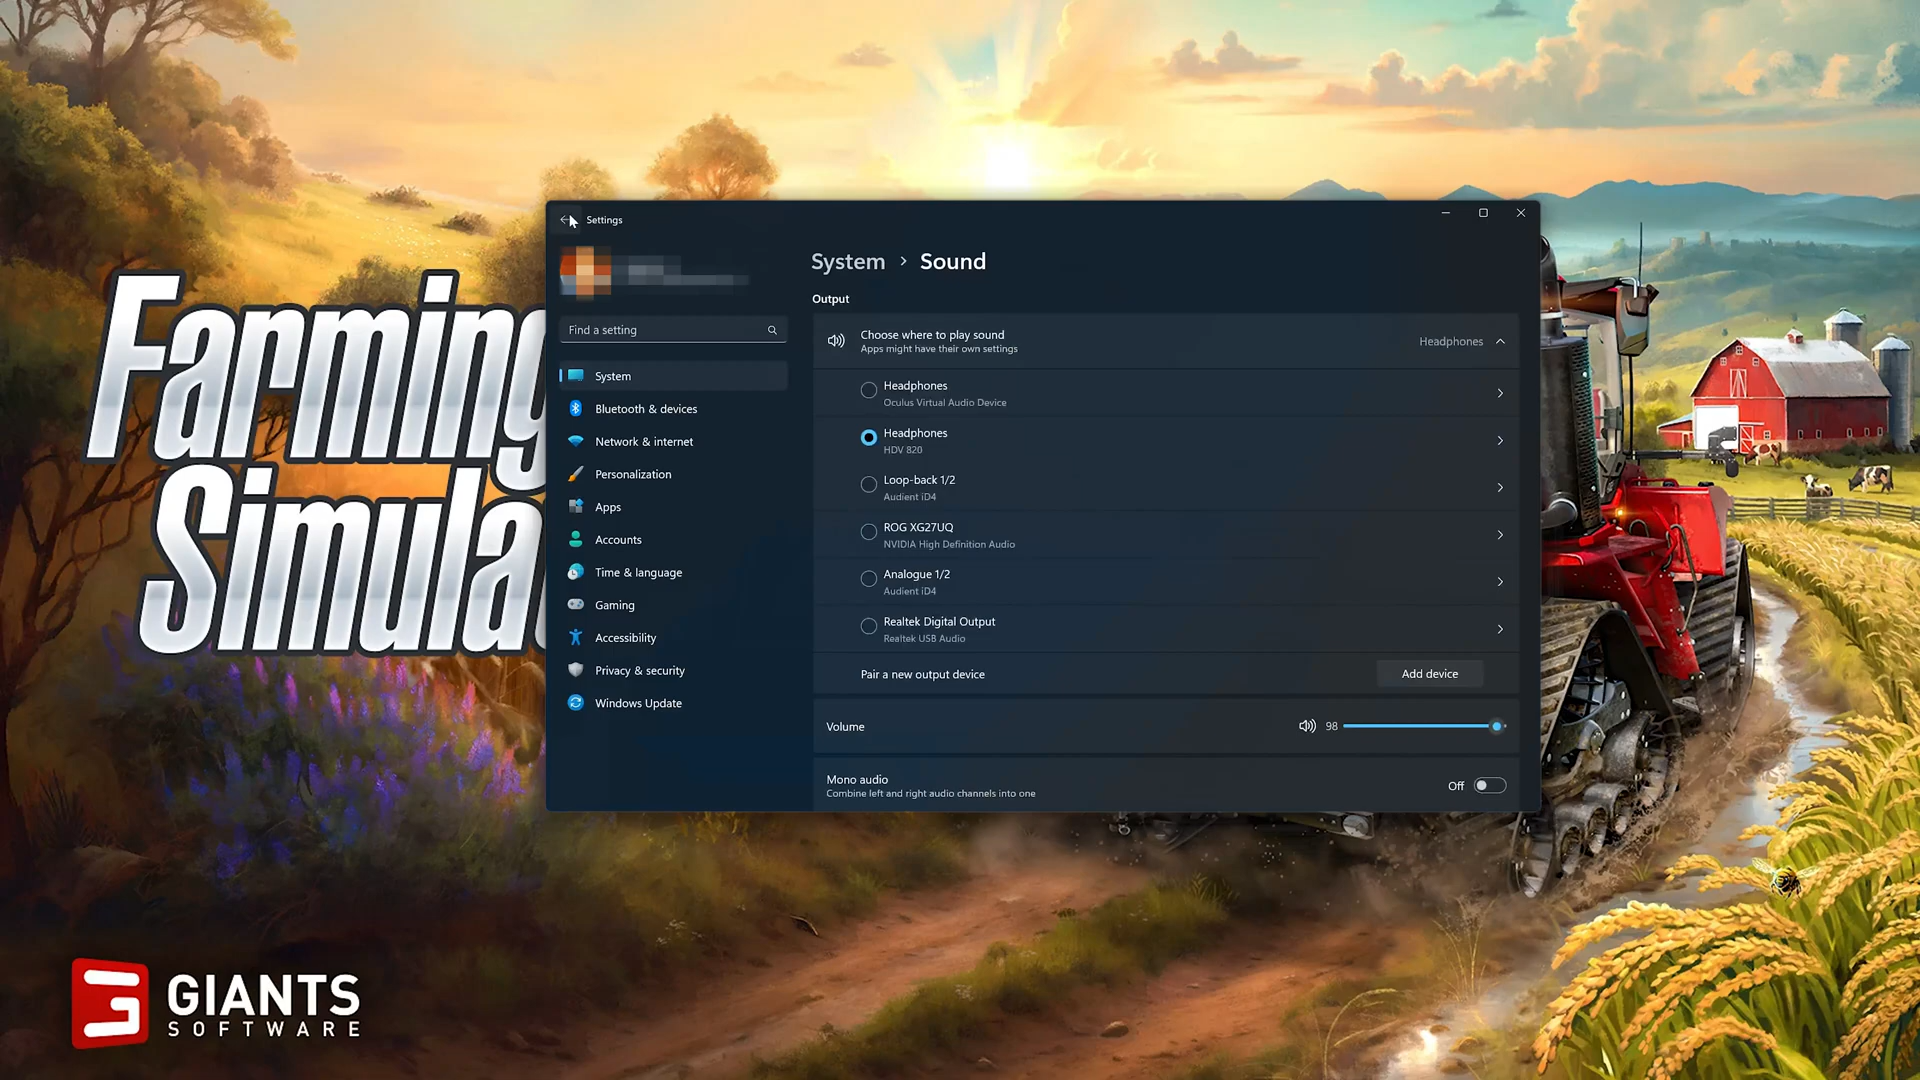 Farming
Simula
Settings
Find a setting
System
Bluetooth & devices
Network & internet
Personalization
Apps
Accounts
Time & language
Gaming
Accessibility
Privacy & security
Windows Update
System > Sound
Output
Choose where to play sound
Apps might have their own settings
Headphones
Headphones
Oculus Virtual Audio Device
Headphones
HDV 820
Loop-back 1/2
Audient iD4
ROG XG27UQ
NVIDIA High Definition Audio
Analogue 1/2
Audient iD4
Realtek Digital Output
Realtek USB Audio
Pair a new output device
Add device
Volume
98
Mono audio
Combine left and right audio channels into one
Off
GIANTS
SOFTWARE